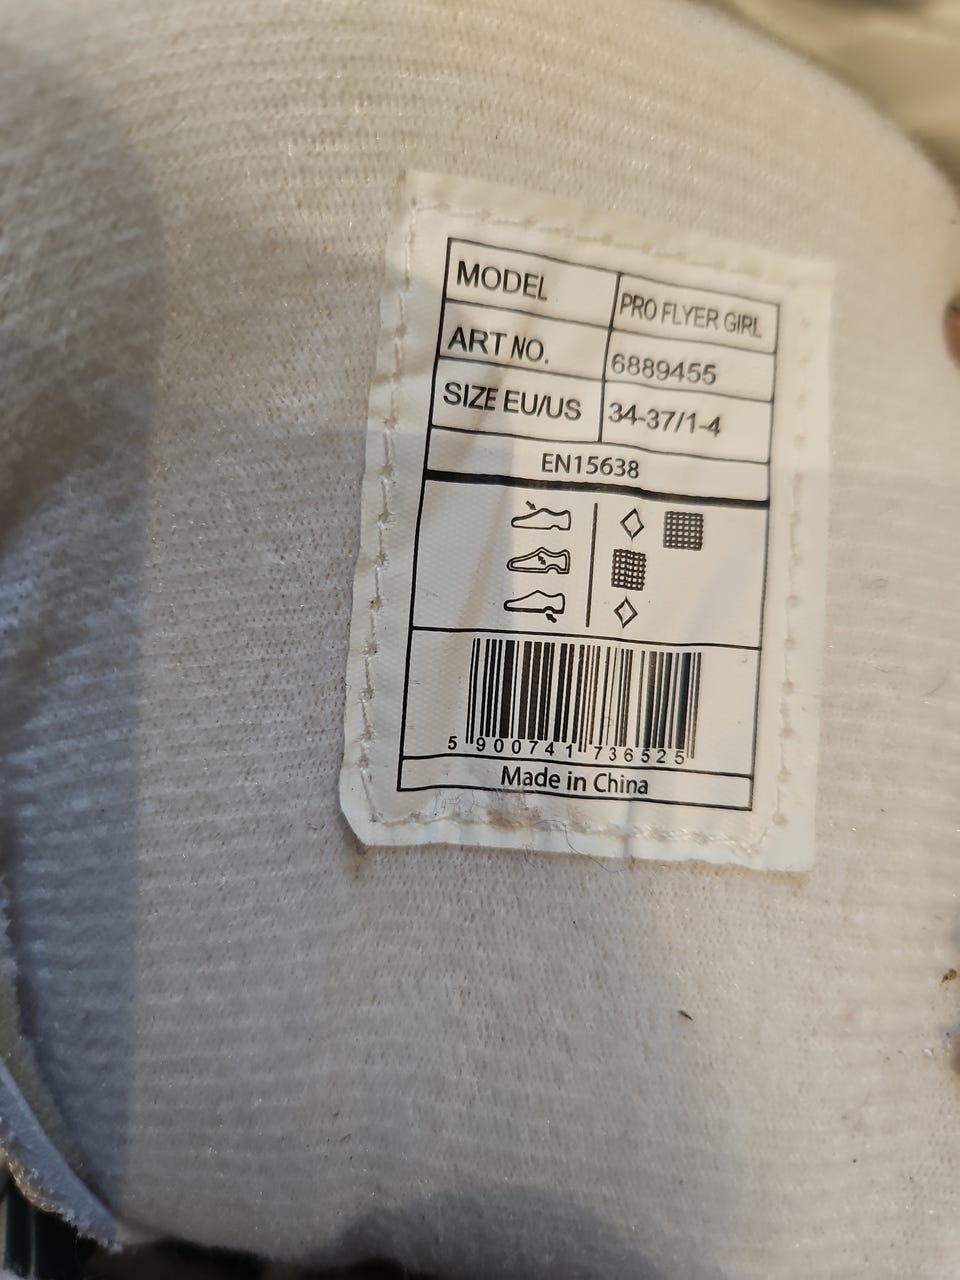 MODEL PRO FLYER GIRL
ART NO. 6889455
SIZE EU/US 34-37/1-4
EN15638
5 900741 736525
Made in China